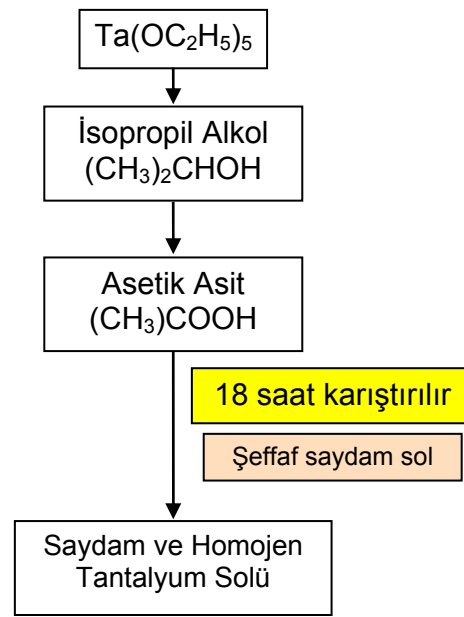 Ta(OC₂H₅)₅
İsopropil Alkol
(CH₃)₂CHOH
Asetik Asit
(CH₃)COOH
18 saat karıştırılır
Şeffaf saydam sol
Saydam ve Homojen
Tantalyum Solü